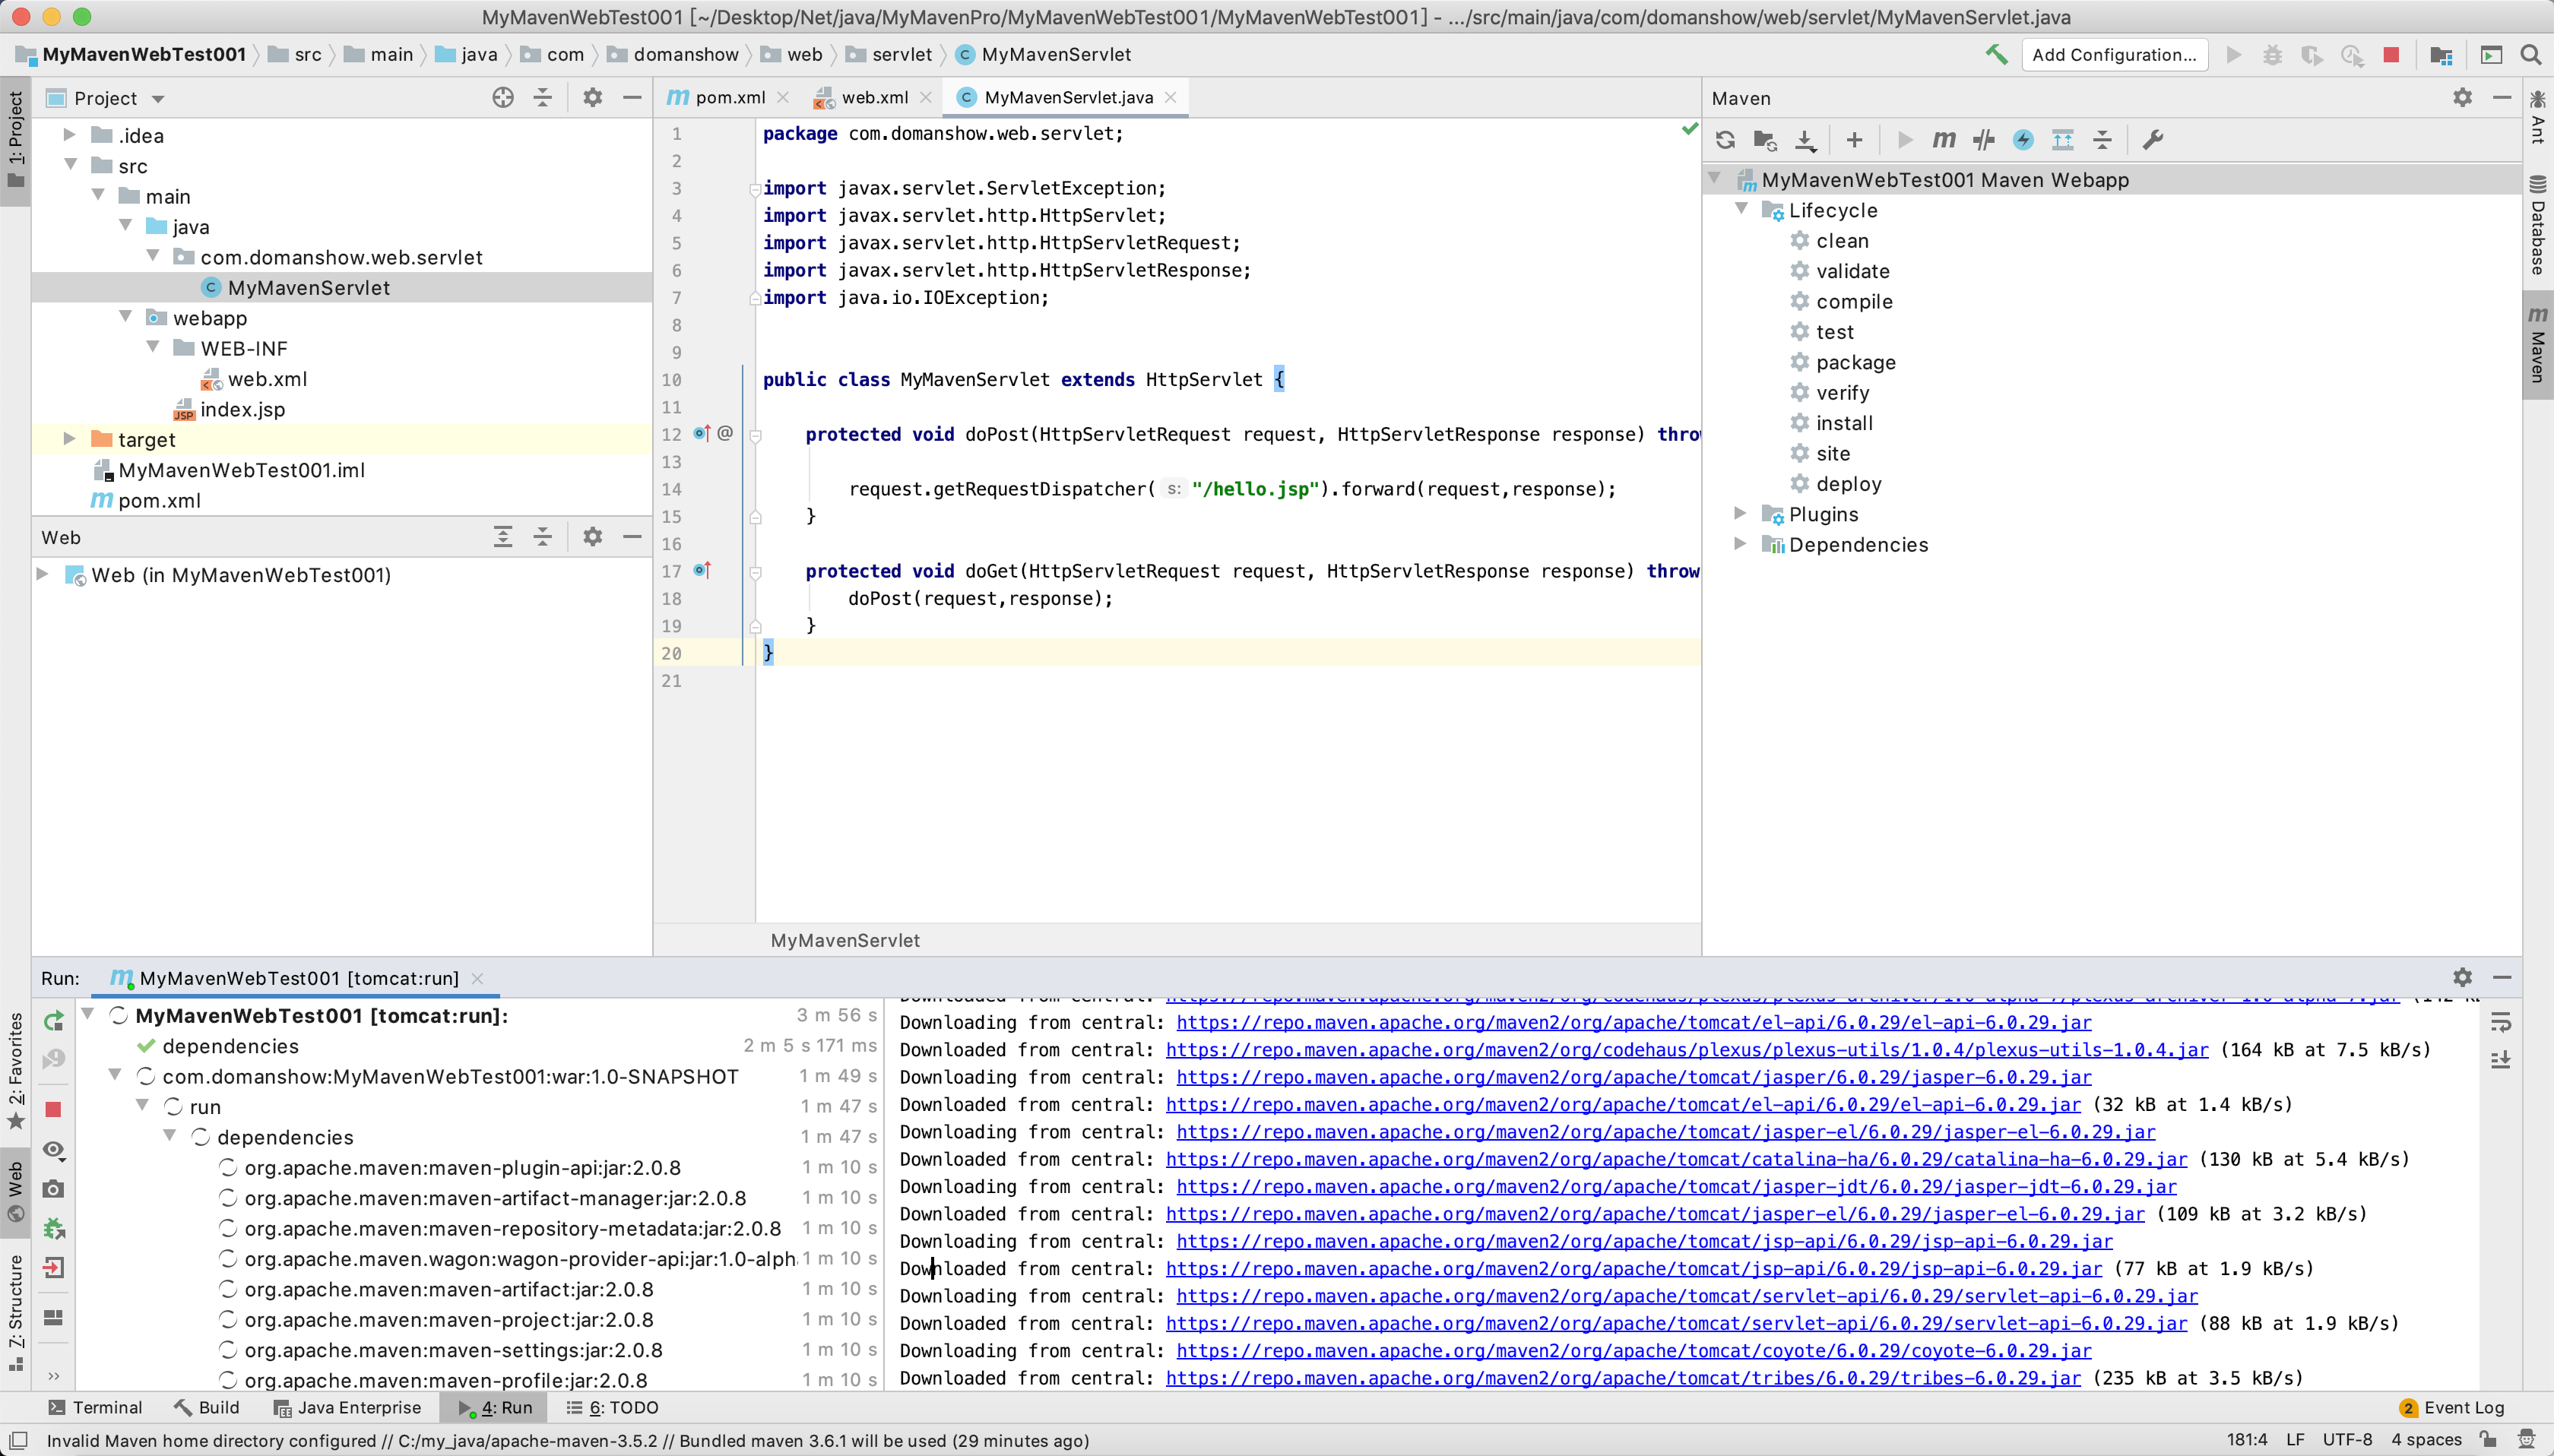 MyMavenWebTest001 [~/Desktop/Net/java/MyMavenPro/MyMavenWebTest001/MyMavenWebTest001] - .../src/main/java/com/domanshow/web/servlet/MyMavenServlet.java
MyMavenWebTest001 src main java com domanshow web servlet MyMavenServlet Add Configuration...
1: Project
2: Favorites
Web
Z: Structure
Project
.idea
src
main
java
com.domanshow.web.servlet
MyMavenServlet
webapp
WEB-INF
web.xml
index.jsp
target
MyMavenWebTest001.iml
pom.xml
Web
Web (in MyMavenWebTest001)
pom.xml web.xml MyMavenServlet.java
1 package com.domanshow.web.servlet;
2
3 import javax.servlet.ServletException;
4 import javax.servlet.http.HttpServlet;
5 import javax.servlet.http.HttpServletRequest;
6 import javax.servlet.http.HttpServletResponse;
7 import java.io.IOException;
8
9
10 public class MyMavenServlet extends HttpServlet {
11
12 @ protected void doPost(HttpServletRequest request, HttpServletResponse response) thro
13
14 request.getRequestDispatcher( s: "/hello.jsp").forward(request,response);
15 }
16
17 protected void doGet(HttpServletRequest request, HttpServletResponse response) throw
18 doPost(request,response);
19 }
20 }
21
MyMavenServlet
Maven
MyMavenWebTest001 Maven Webapp
Lifecycle
clean
validate
compile
test
package
verify
install
site
deploy
Plugins
Dependencies
Ant
Database
Maven
Run: MyMavenWebTest001 [tomcat:run]
MyMavenWebTest001 [tomcat:run]: 3 m 56 s
dependencies 2 m 5 s 171 ms
com.domanshow:MyMavenWebTest001:war:1.0-SNAPSHOT 1 m 49 s
run 1 m 47 s
dependencies 1 m 47 s
org.apache.maven:maven-plugin-api:jar:2.0.8 1 m 10 s
org.apache.maven:maven-artifact-manager:jar:2.0.8 1 m 10 s
org.apache.maven:maven-repository-metadata:jar:2.0.8 1 m 10 s
org.apache.maven.wagon:wagon-provider-api:jar:1.0-alph 1 m 10 s
org.apache.maven:maven-artifact:jar:2.0.8 1 m 10 s
org.apache.maven:maven-project:jar:2.0.8 1 m 10 s
org.apache.maven:maven-settings:jar:2.0.8 1 m 10 s
org.apache.maven:maven-profile:jar:2.0.8 1 m 10 s
Downloading from central: https://repo.maven.apache.org/maven2/org/apache/tomcat/el-api/6.0.29/el-api-6.0.29.jar
Downloaded from central: https://repo.maven.apache.org/maven2/org/codehaus/plexus/plexus-utils/1.0.4/plexus-utils-1.0.4.jar (164 kB at 7.5 kB/s)
Downloading from central: https://repo.maven.apache.org/maven2/org/apache/tomcat/jasper/6.0.29/jasper-6.0.29.jar
Downloaded from central: https://repo.maven.apache.org/maven2/org/apache/tomcat/el-api/6.0.29/el-api-6.0.29.jar (32 kB at 1.4 kB/s)
Downloading from central: https://repo.maven.apache.org/maven2/org/apache/tomcat/jasper-el/6.0.29/jasper-el-6.0.29.jar
Downloaded from central: https://repo.maven.apache.org/maven2/org/apache/tomcat/catalina-ha/6.0.29/catalina-ha-6.0.29.jar (130 kB at 5.4 kB/s)
Downloading from central: https://repo.maven.apache.org/maven2/org/apache/tomcat/jasper-jdt/6.0.29/jasper-jdt-6.0.29.jar
Downloaded from central: https://repo.maven.apache.org/maven2/org/apache/tomcat/jasper-el/6.0.29/jasper-el-6.0.29.jar (109 kB at 3.2 kB/s)
Downloading from central: https://repo.maven.apache.org/maven2/org/apache/tomcat/jsp-api/6.0.29/jsp-api-6.0.29.jar
Downloaded from central: https://repo.maven.apache.org/maven2/org/apache/tomcat/jsp-api/6.0.29/jsp-api-6.0.29.jar (77 kB at 1.9 kB/s)
Downloading from central: https://repo.maven.apache.org/maven2/org/apache/tomcat/servlet-api/6.0.29/servlet-api-6.0.29.jar
Downloaded from central: https://repo.maven.apache.org/maven2/org/apache/tomcat/servlet-api/6.0.29/servlet-api-6.0.29.jar (88 kB at 1.9 kB/s)
Downloading from central: https://repo.maven.apache.org/maven2/org/apache/tomcat/coyote/6.0.29/coyote-6.0.29.jar
Downloaded from central: https://repo.maven.apache.org/maven2/org/apache/tomcat/tribes/6.0.29/tribes-6.0.29.jar (235 kB at 3.5 kB/s)
Terminal Build Java Enterprise 4: Run 6: TODO 2 Event Log
Invalid Maven home directory configured // C:/my_java/apache-maven-3.5.2 // Bundled maven 3.6.1 will be used (29 minutes ago) 181:4 LF UTF-8 4 spaces